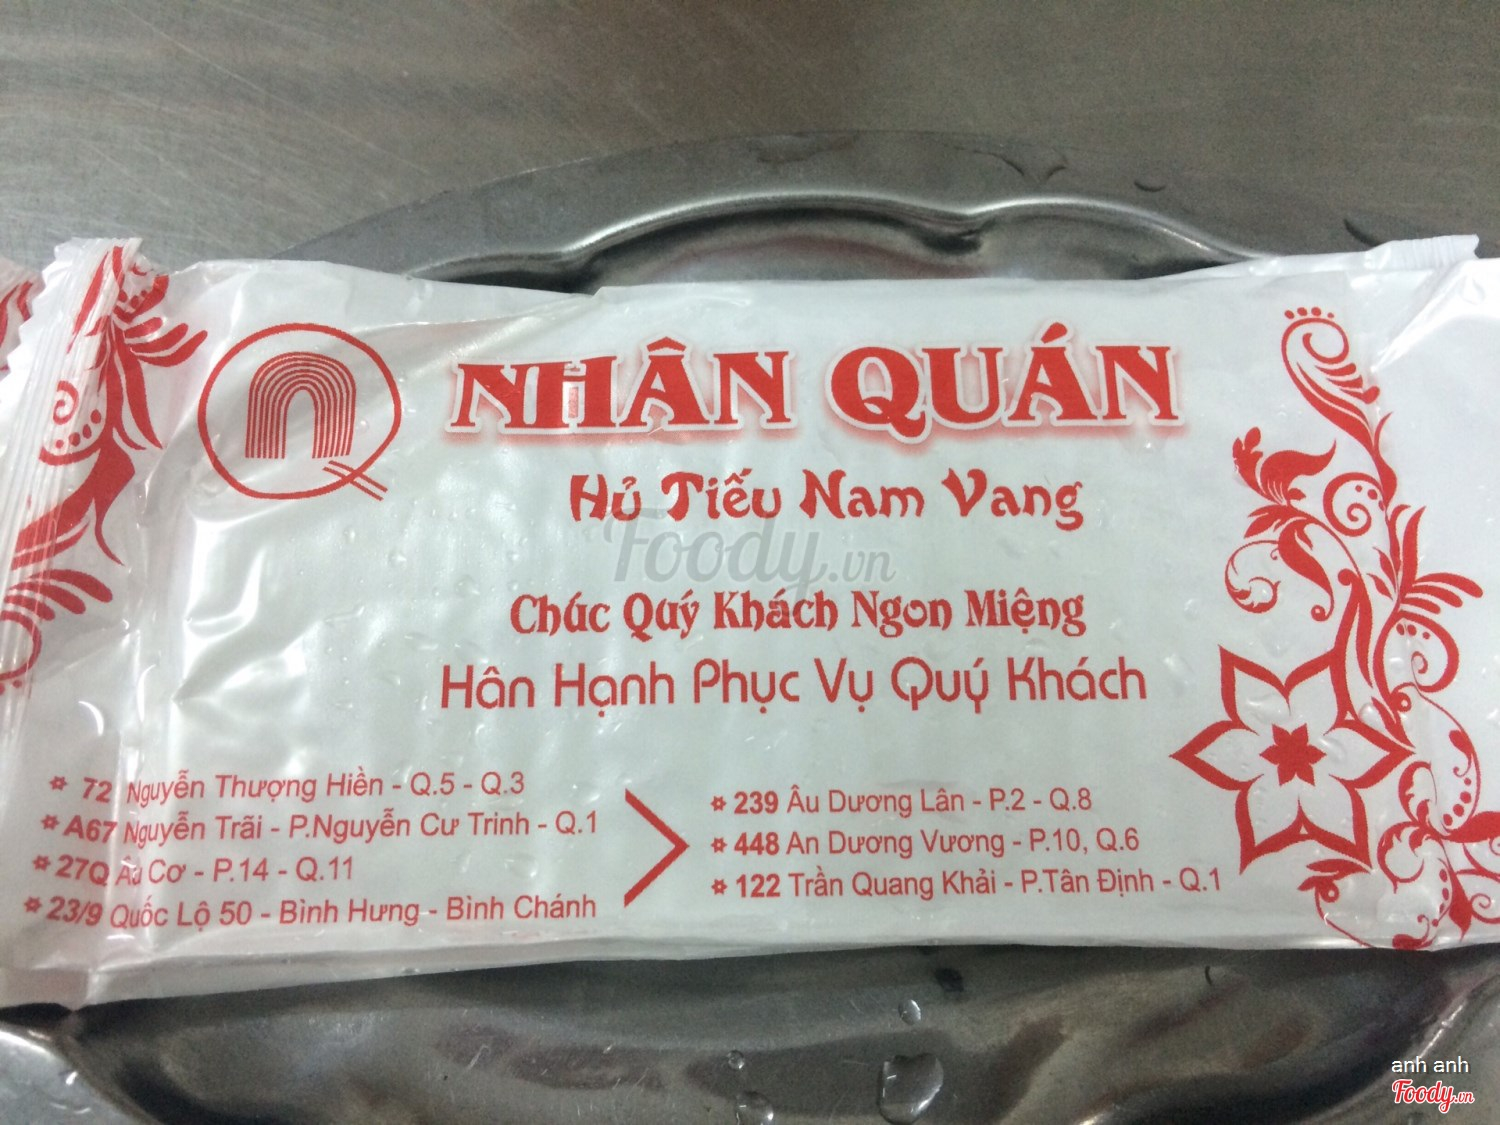 NHÂN QUÁN
Hủ Tiếu Nam Vang
Foody.vn
Chúc Quý Khách Ngon Miệng
Hân Hạnh Phục Vụ Quý Khách
72 Nguyễn Thượng Hiền - Q.5 - Q.3
A67 Nguyễn Trãi - P.Nguyễn Cư Trinh - Q.1
27Q Âu Cơ - P.14 - Q.11
23/9 Quốc Lộ 50 - Bình Hưng - Bình Chánh
239 Âu Dương Lân - P.2 - Q.8
448 An Dương Vương - P.10, Q.6
122 Trần Quang Khải - P.Tân Định - Q.1
anh anh
Foody.vn